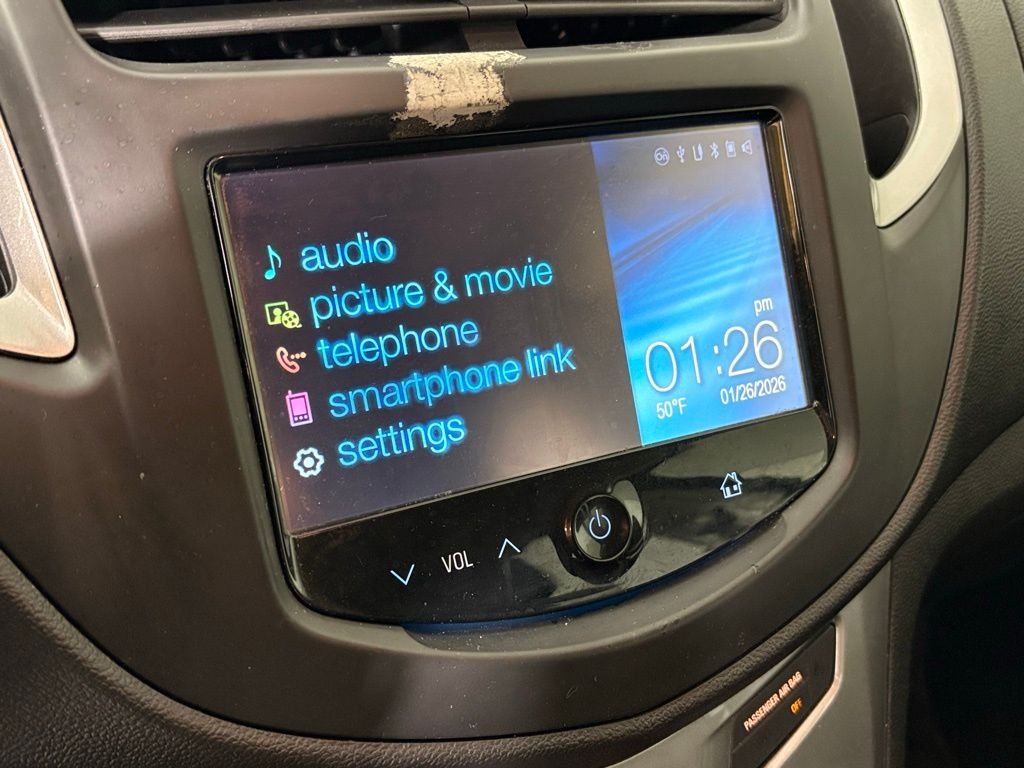 On
audio
picture & movie
telephone
smartphone link
settings
pm
01:26
50°F 01/26/2026
VOL
PASSENGER AIR BAG
OFF